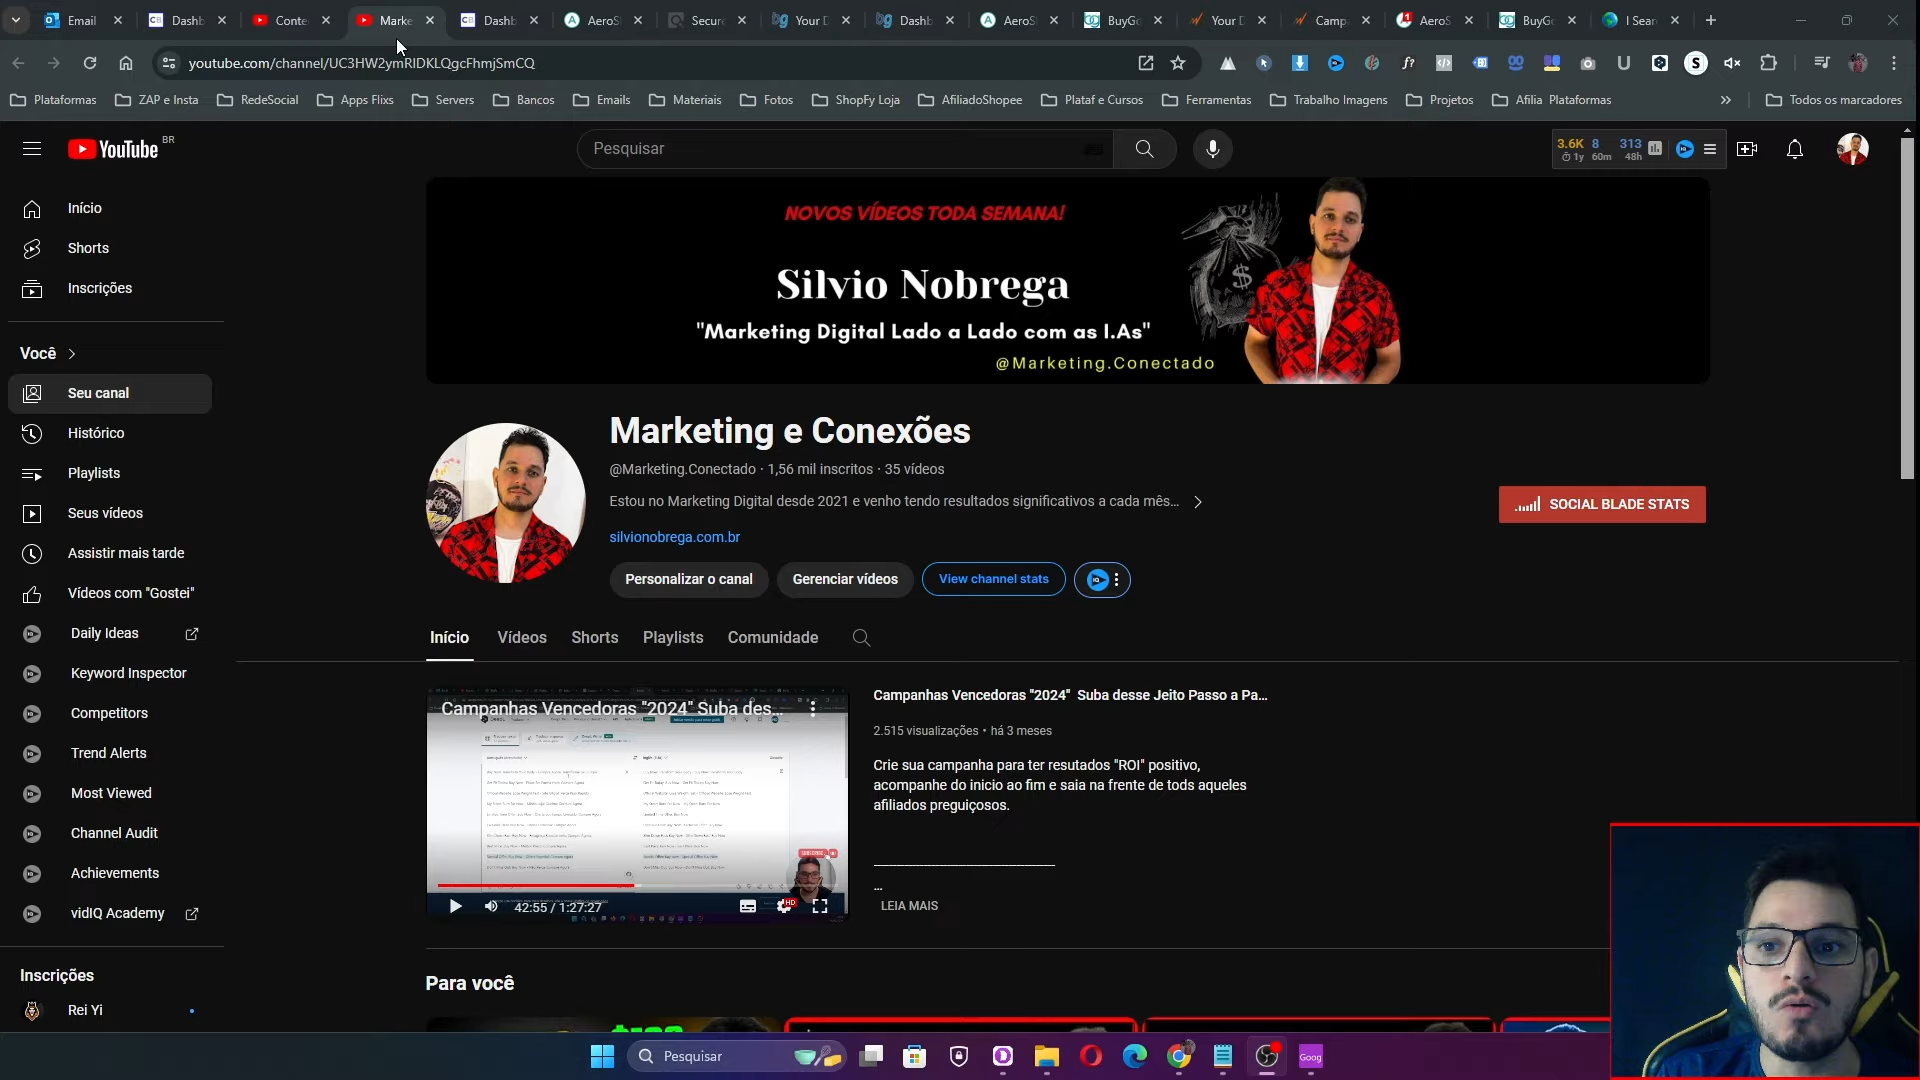 Email
Dashb
Conte
Marke
Dashb
AeroSl
Secure
Your D
Dashb
AeroSl
BuyGo
Your D
Camp
AeroS
BuyGo
I Sear
youtube.com/channel/UC3HW2ymRlDKLQgcFhmjSmCQ
Plataformas
ZAP e Insta
RedeSocial
Apps Flixs
Servers
Bancos
Emails
Materiais
Fotos
ShopFy Loja
AfiliadoShopee
Plataf e Cursos
Ferramentas
Trabalho Imagens
Projetos
Afilia Plataformas
Todos os marcadores
YouTube BR
Pesquisar
3.6K 8 313
1y 60m 48h
Início
Shorts
Inscrições
Você
Seu canal
Histórico
Playlists
Seus vídeos
Assistir mais tarde
Vídeos com "Gostei"
Daily Ideas
Keyword Inspector
Competitors
Trend Alerts
Most Viewed
Channel Audit
Achievements
vidIQ Academy
Inscrições
Rei Yi
NOVOS VÍDEOS TODA SEMANA!
Silvio Nobrega
"Marketing Digital Lado a Lado com as I.As"
@Marketing.Conectado
Marketing e Conexões
@Marketing.Conectado · 1,56 mil inscritos · 35 vídeos
Estou no Marketing Digital desde 2021 e venho tendo resultados significativos a cada mês...
silvionobrega.com.br
SOCIAL BLADE STATS
Personalizar o canal
Gerenciar vídeos
View channel stats
Início
Vídeos
Shorts
Playlists
Comunidade
Campanhas Vencedoras "2024" Suba des...
42:55 / 1:27:27
HD
Campanhas Vencedoras "2024" Suba desse Jeito Passo a Pa...
2.515 visualizações • há 3 meses
Crie sua campanha para ter resutados "ROI" positivo,
acompanhe do inicio ao fim e saia na frente de tods aqueles
afiliados preguiçosos.
...
LEIA MAIS
Para você
Pesquisar
Goog